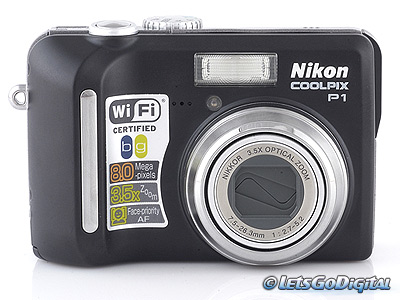 Nikon
COOLPIX
P1
Wi Fi
CERTIFIED
b g
8.0 Mega-
pixels
3.5x Zoom
Face-priority
AF
NIKKOR 3.5X OPTICAL ZOOM
7.5-26.3mm 1:2.7-5.2
©LETSGODIGITAL